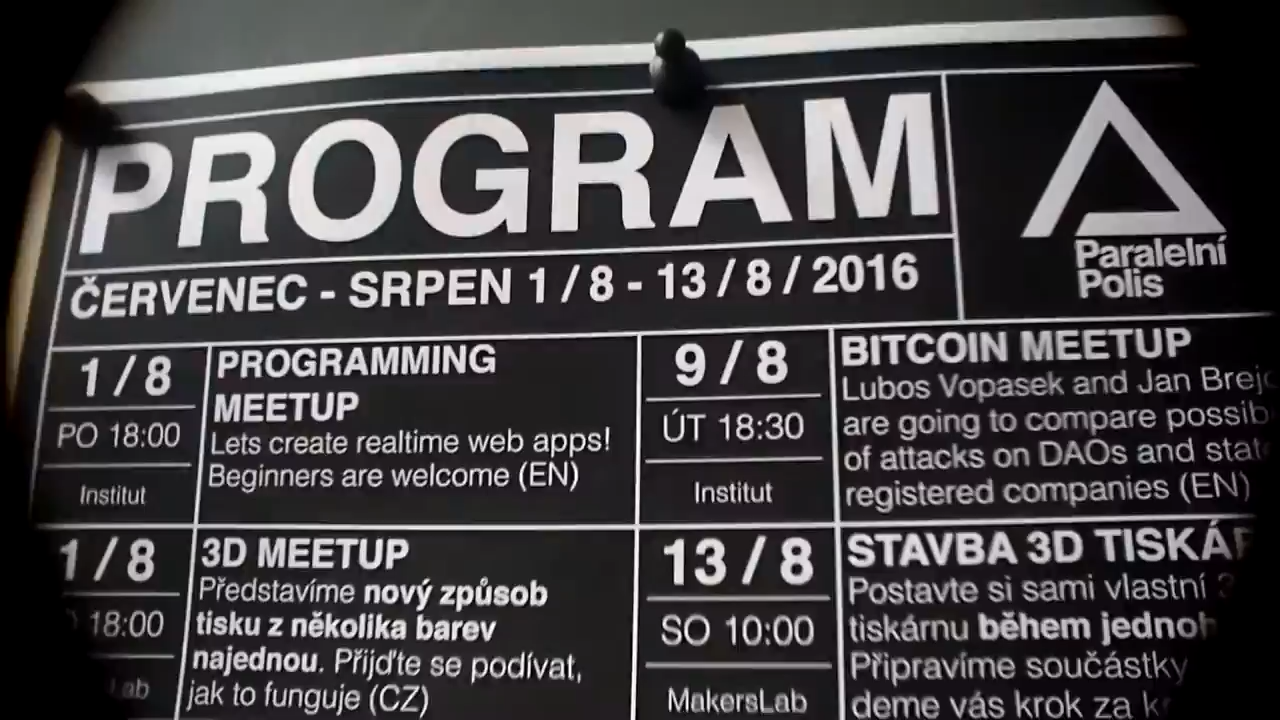 PROGRAM
Paralelní
Polis
ČERVENEC - SRPEN 1 / 8 - 13 / 8 / 2016
1 / 8
PO 18:00
Institut
PROGRAMMING
MEETUP
Lets create realtime web apps!
Beginners are welcome (EN)
9 / 8
ÚT 18:30
Institut
BITCOIN MEETUP
Lubos Vopasek and Jan
are going to compare
of attacks on DAOs and
registered companies (EN)
1 / 8
18:00
3D MEETUP
Představíme nový způsob
tisku z několika barev
najednou. Přijďte se podívat,
jak to funguje (CZ)
13 / 8
SO 10:00
MakersLab
STAVBA 3D
Postavte si sami vlastní
tiskárnu během
Připravíme součástky
deme vás krok za